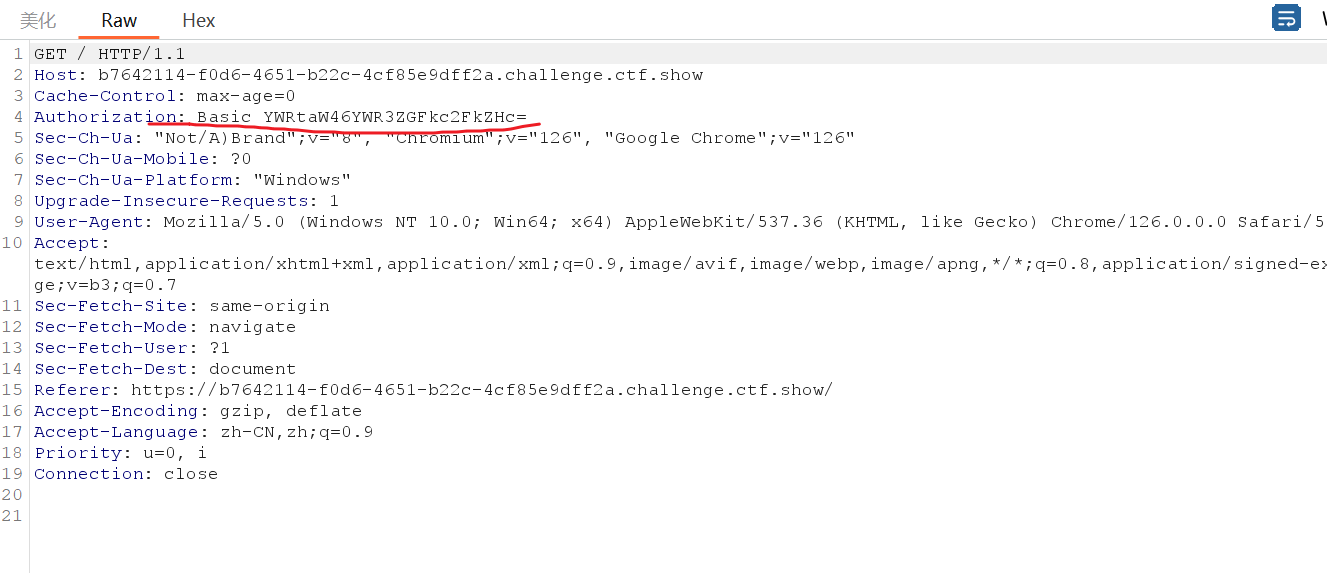 美化 Raw Hex
1 GET / HTTP/1.1
2 Host: b7642114-f0d6-4651-b22c-4cf85e9dff2a.challenge.ctf.show
3 Cache-Control: max-age=0
4 Authorization: Basic YWRtaW46YWR3ZGFkc2FkZHc=
5 Sec-Ch-Ua: "Not/A)Brand";v="8", "Chromium";v="126", "Google Chrome";v="126"
6 Sec-Ch-Ua-Mobile: ?0
7 Sec-Ch-Ua-Platform: "Windows"
8 Upgrade-Insecure-Requests: 1
9 User-Agent: Mozilla/5.0 (Windows NT 10.0; Win64; x64) AppleWebKit/537.36 (KHTML, like Gecko) Chrome/126.0.0.0 Safari/5
10 Accept:
text/html,application/xhtml+xml,application/xml;q=0.9,image/avif,image/webp,image/apng,*/*;q=0.8,application/signed-ex
ge;v=b3;q=0.7
11 Sec-Fetch-Site: same-origin
12 Sec-Fetch-Mode: navigate
13 Sec-Fetch-User: ?1
14 Sec-Fetch-Dest: document
15 Referer: https://b7642114-f0d6-4651-b22c-4cf85e9dff2a.challenge.ctf.show/
16 Accept-Encoding: gzip, deflate
17 Accept-Language: zh-CN,zh;q=0.9
18 Priority: u=0, i
19 Connection: close
20
21